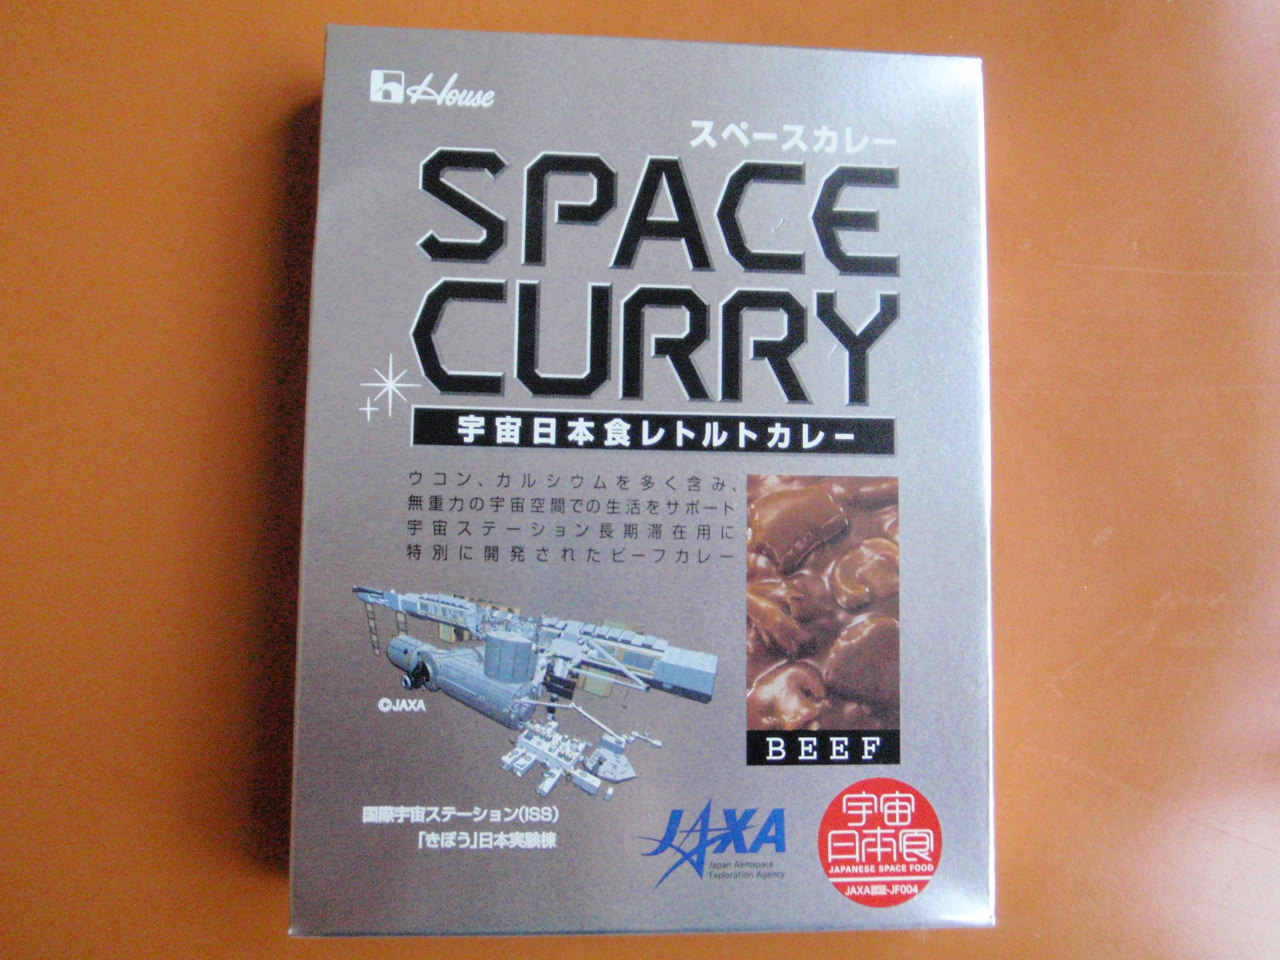 House
スペースカレー
SPACE
CURRY
宇宙日本食レトルトカレー
ウコン、カルシウムを多く含み、
無重力の宇宙空間での生活をサポート
宇宙ステーション長期滞在用に
特別に開発されたビーフカレー
©JAXA
BEEF
国際宇宙ステーション(ISS)
「きぼう」日本実験棟
JAXA
Japan Aerospace
Exploration Agency
宇宙
日本食
JAPANESE SPACE FOOD
JAXA認証-JF004